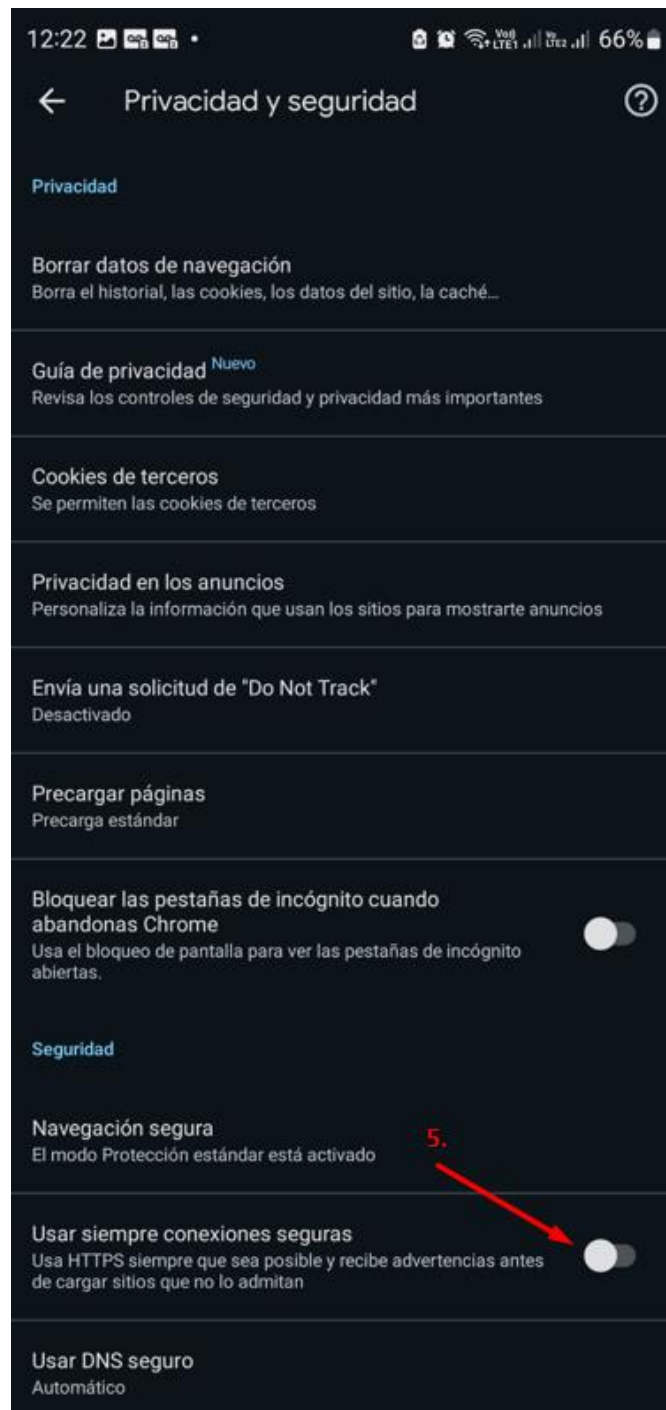 12:22
Vo) LTE1 Vo) LTE2 66%
Privacidad y seguridad
Privacidad
Borrar datos de navegación
Borra el historial, las cookies, los datos del sitio, la caché…
Guía de privacidad Nuevo
Revisa los controles de seguridad y privacidad más importantes
Cookies de terceros
Se permiten las cookies de terceros
Privacidad en los anuncios
Personaliza la información que usan los sitios para mostrarte anuncios
Envía una solicitud de "Do Not Track"
Desactivado
Precargar páginas
Precarga estándar
Bloquear las pestañas de incógnito cuando
abandonas Chrome
Usa el bloqueo de pantalla para ver las pestañas de incógnito
abiertas.
Seguridad
Navegación segura
El modo Protección estándar está activado
5.
Usar siempre conexiones seguras
Usa HTTPS siempre que sea posible y recibe advertencias antes
de cargar sitios que no lo admitan
Usar DNS seguro
Automático